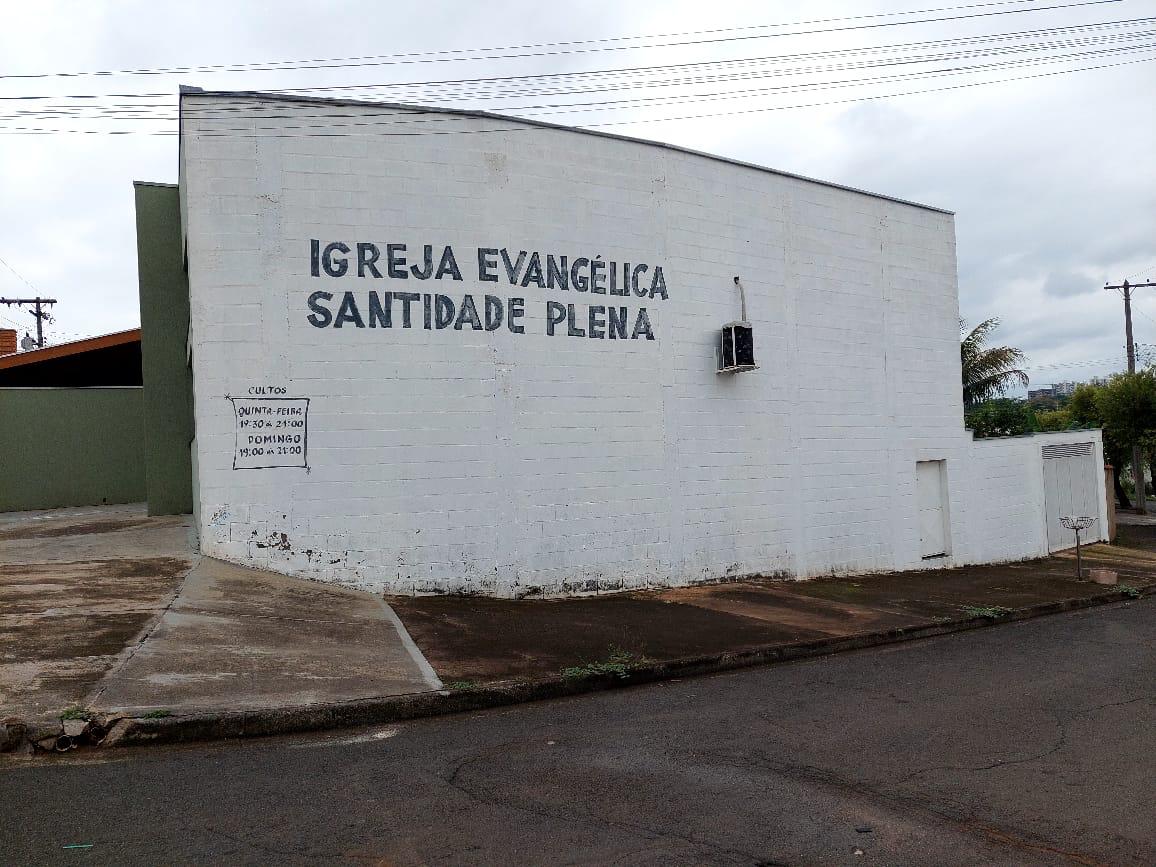 IGREJA EVANGÉLICA
SANTIDADE PLENA
CULTOS
QUINTA-FEIRA
19:30 às 21:00
DOMINGO
19:00 às 21:00